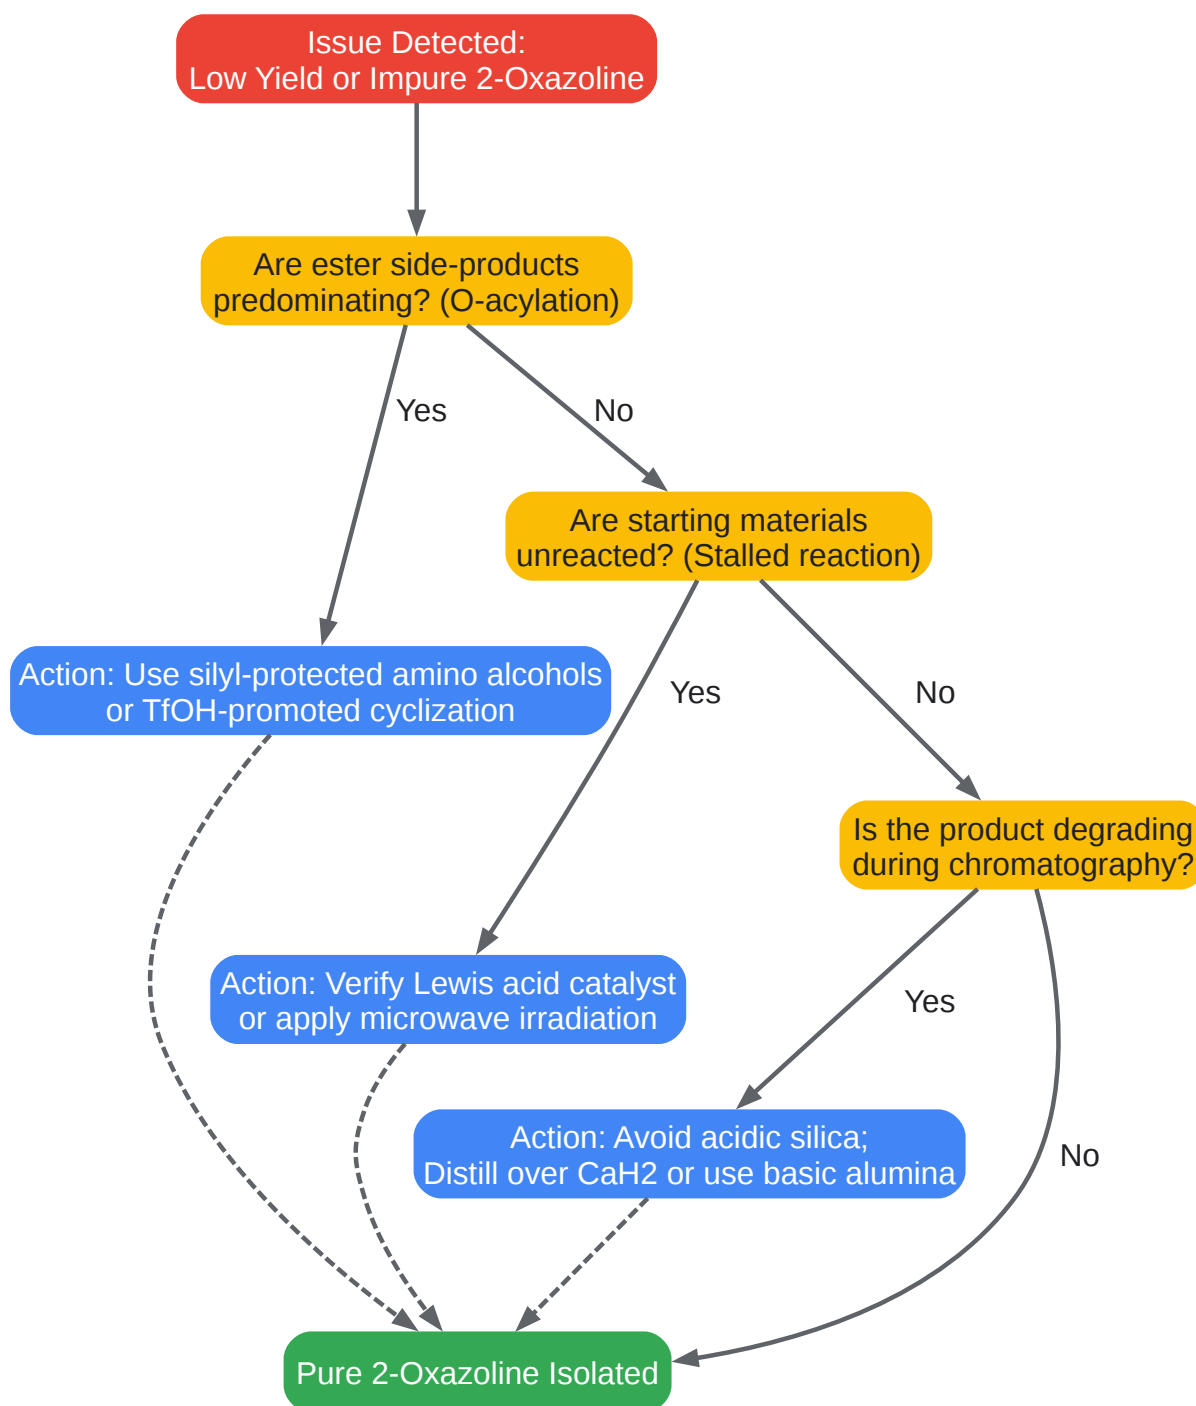 Issue Detected:
Low Yield or Impure 2-Oxazoline
Are ester side-products
predominating? (O-acylation)
Yes
No
Are starting materials
unreacted? (Stalled reaction)
Action: Use silyl-protected amino alcohols
or TfOH-promoted cyclization
Yes
No
Is the product degrading
during chromatography?
Action: Verify Lewis acid catalyst
or apply microwave irradiation
Yes
Action: Avoid acidic silica;
Distill over CaH2 or use basic alumina
No
Pure 2-Oxazoline Isolated